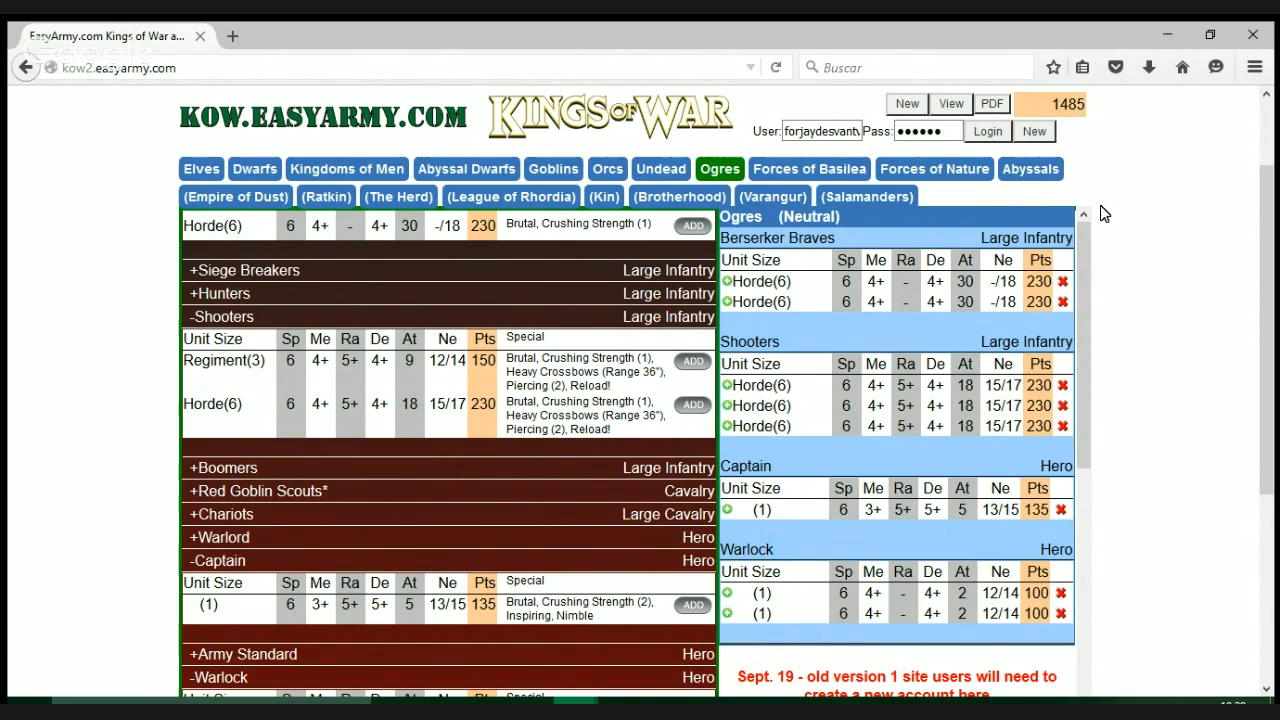 EasyArmy.com Kings of War a...
kow2.easyarmy.com
Buscar
KOW.EASYARMY.COM
KINGS of WAR
New View PDF 1485
User: forjaydesvant Pass: •••••• Login New
Elves Dwarfs Kingdoms of Men Abyssal Dwarfs Goblins Orcs Undead Ogres Forces of Basilea Forces of Nature Abyssals
(Empire of Dust) (Ratkin) (The Herd) (League of Rhordia) (Kin) (Brotherhood) (Varangur) (Salamanders)
Horde(6) 6 4+ - 4+ 30 -/18 230 Brutal, Crushing Strength (1) ADD
+Siege Breakers Large Infantry
+Hunters Large Infantry
-Shooters Large Infantry
Unit Size Sp Me Ra De At Ne Pts Special
Regiment(3) 6 4+ 5+ 4+ 9 12/14 150 Brutal, Crushing Strength (1), ADD
Heavy Crossbows (Range 36"),
Piercing (2), Reload!
Horde(6) 6 4+ 5+ 4+ 18 15/17 230 Brutal, Crushing Strength (1), ADD
Heavy Crossbows (Range 36"),
Piercing (2), Reload!
+Boomers Large Infantry
+Red Goblin Scouts* Cavalry
+Chariots Large Cavalry
+Warlord Hero
-Captain Hero
Unit Size Sp Me Ra De At Ne Pts Special
(1) 6 3+ 5+ 5+ 5 13/15 135 Brutal, Crushing Strength (2), ADD
Inspiring, Nimble
+Army Standard Hero
-Warlock Hero
Unit Size Sp Me Ra De At Ne Pts Special
Ogres (Neutral)
Berserker Braves Large Infantry
Unit Size Sp Me Ra De At Ne Pts
Horde(6) 6 4+ - 4+ 30 -/18 230
Horde(6) 6 4+ - 4+ 30 -/18 230
Shooters Large Infantry
Unit Size Sp Me Ra De At Ne Pts
Horde(6) 6 4+ 5+ 4+ 18 15/17 230
Horde(6) 6 4+ 5+ 4+ 18 15/17 230
Horde(6) 6 4+ 5+ 4+ 18 15/17 230
Captain Hero
Unit Size Sp Me Ra De At Ne Pts
(1) 6 3+ 5+ 5+ 5 13/15 135
Warlock Hero
Unit Size Sp Me Ra De At Ne Pts
(1) 6 4+ - 4+ 2 12/14 100
(1) 6 4+ - 4+ 2 12/14 100
Sept. 19 - old version 1 site users will need to
create a new account here